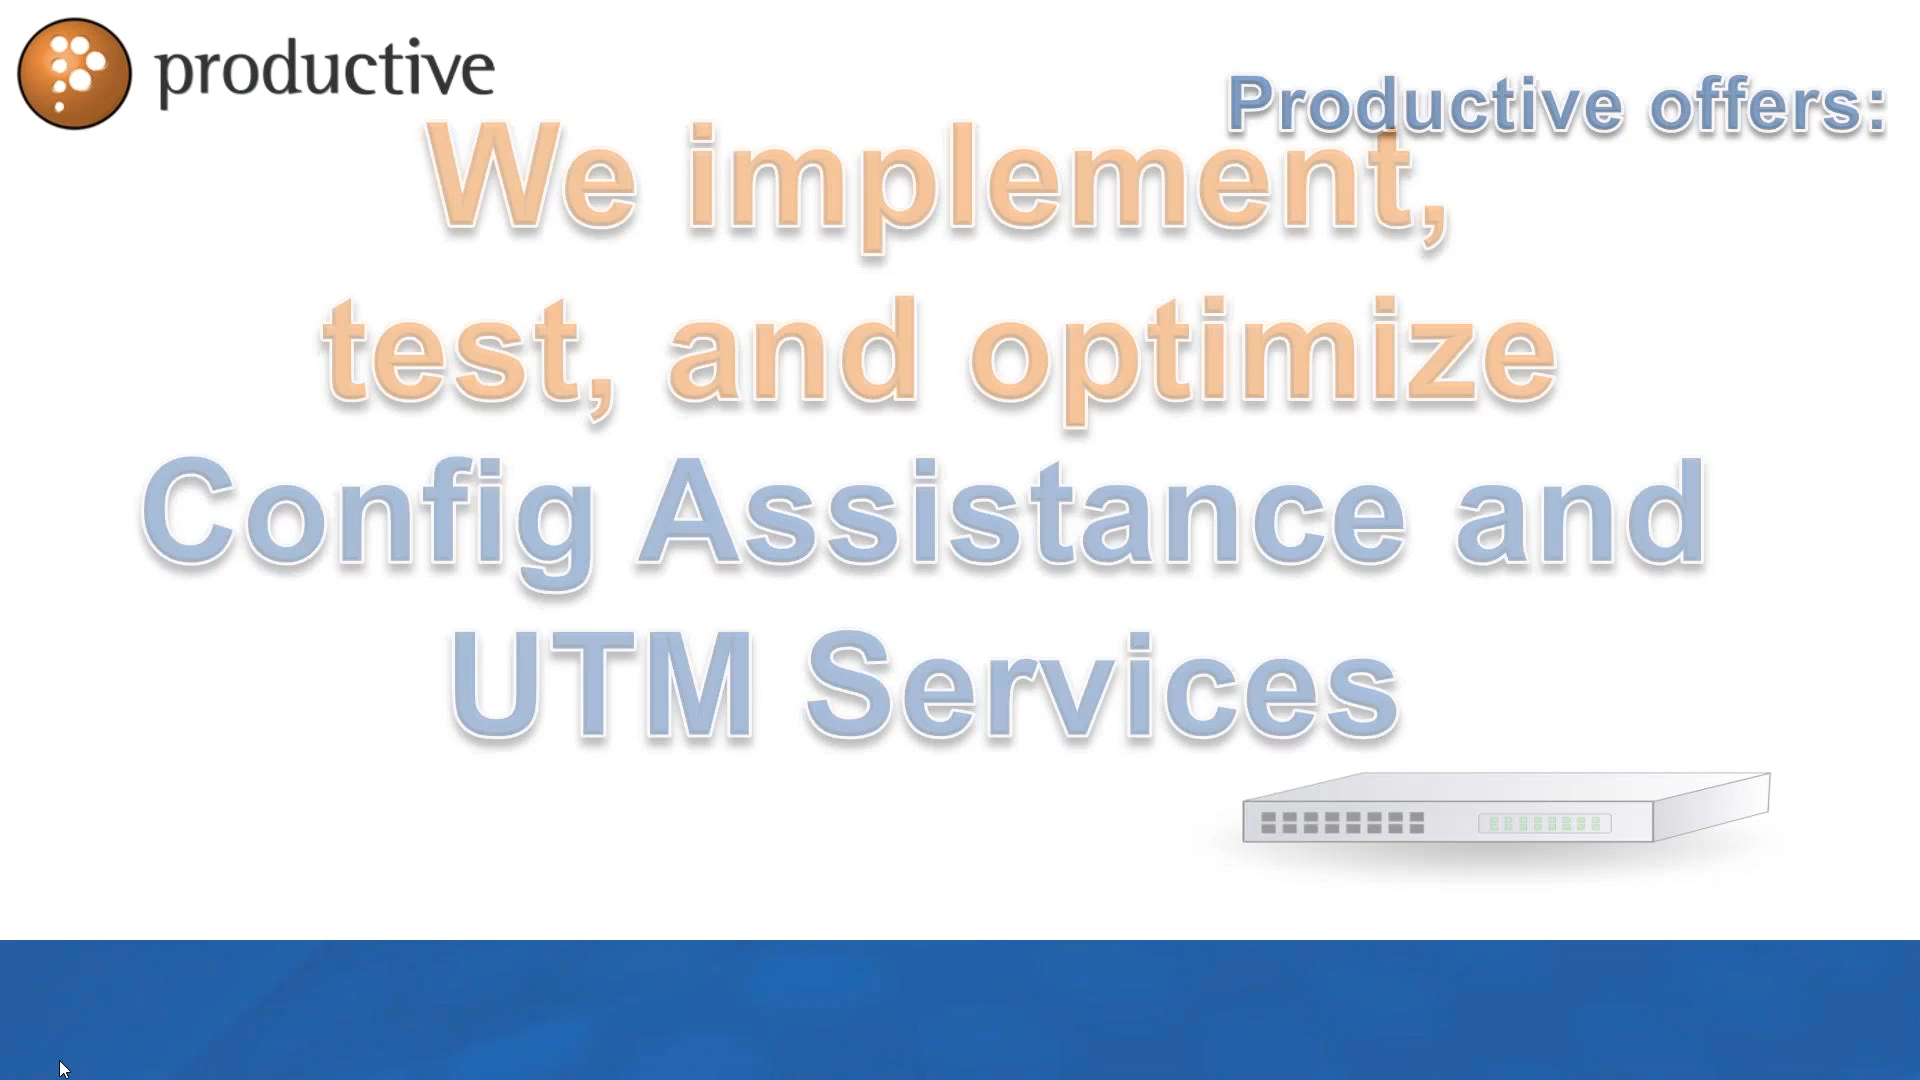 productive
Productive offers:
We implement,
test, and optimize
Config Assistance and
UTM Services